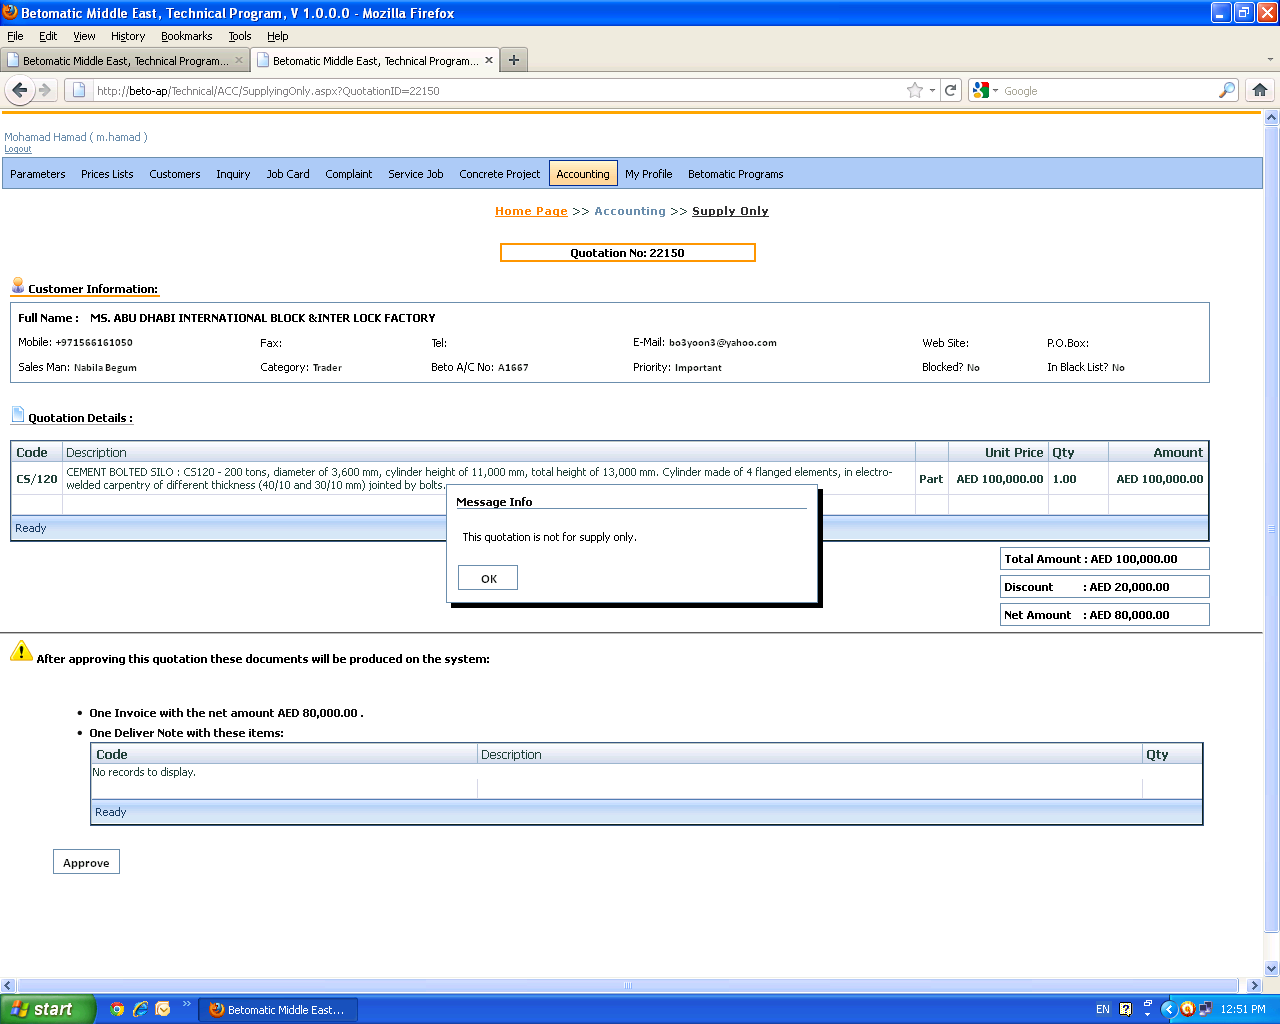 Betomatic Middle East, Technical Program, V 1.0.0.0 - Mozilla Firefox
File Edit View History Bookmarks Tools Help
Betomatic Middle East, Technical Program... × Betomatic Middle East, Technical Program... × +
http://beto-ap/Technical/ACC/SupplyingOnly.aspx?QuotationID=22150 Google
Mohamad Hamad ( m.hamad )
Logout
Parameters Prices Lists Customers Inquiry Job Card Complaint Service Job Concrete Project Accounting My Profile Betomatic Programs
Home Page >> Accounting >> Supply Only
Quotation No: 22150
Customer Information:
Full Name : MS. ABU DHABI INTERNATIONAL BLOCK &INTER LOCK FACTORY
Mobile: +971566161050 Fax: Tel: E-Mail: bo3yoon3@yahoo.com Web Site: P.O.Box:
Sales Man: Nabila Begum Category: Trader Beto A/C No: A1667 Priority: Important Blocked? No In Black List? No
Quotation Details :
Code Description Unit Price Qty Amount
CS/120 CEMENT BOLTED SILO : CS120 - 200 tons, diameter of 3,600 mm, cylinder height of 11,000 mm, total height of 13,000 mm. Cylinder made of 4 flanged elements, in electro-
welded carpentry of different thickness (40/10 and 30/10 mm) jointed by bolts. Part AED 100,000.00 1.00 AED 100,000.00
Ready
Message Info
This quotation is not for supply only.
OK
Total Amount : AED 100,000.00
Discount : AED 20,000.00
Net Amount : AED 80,000.00
After approving this quotation these documents will be produced on the system:
• One Invoice with the net amount AED 80,000.00 .
• One Deliver Note with these items:
Code Description Qty
No records to display.
Ready
Approve
start Betomatic Middle East... EN 12:51 PM